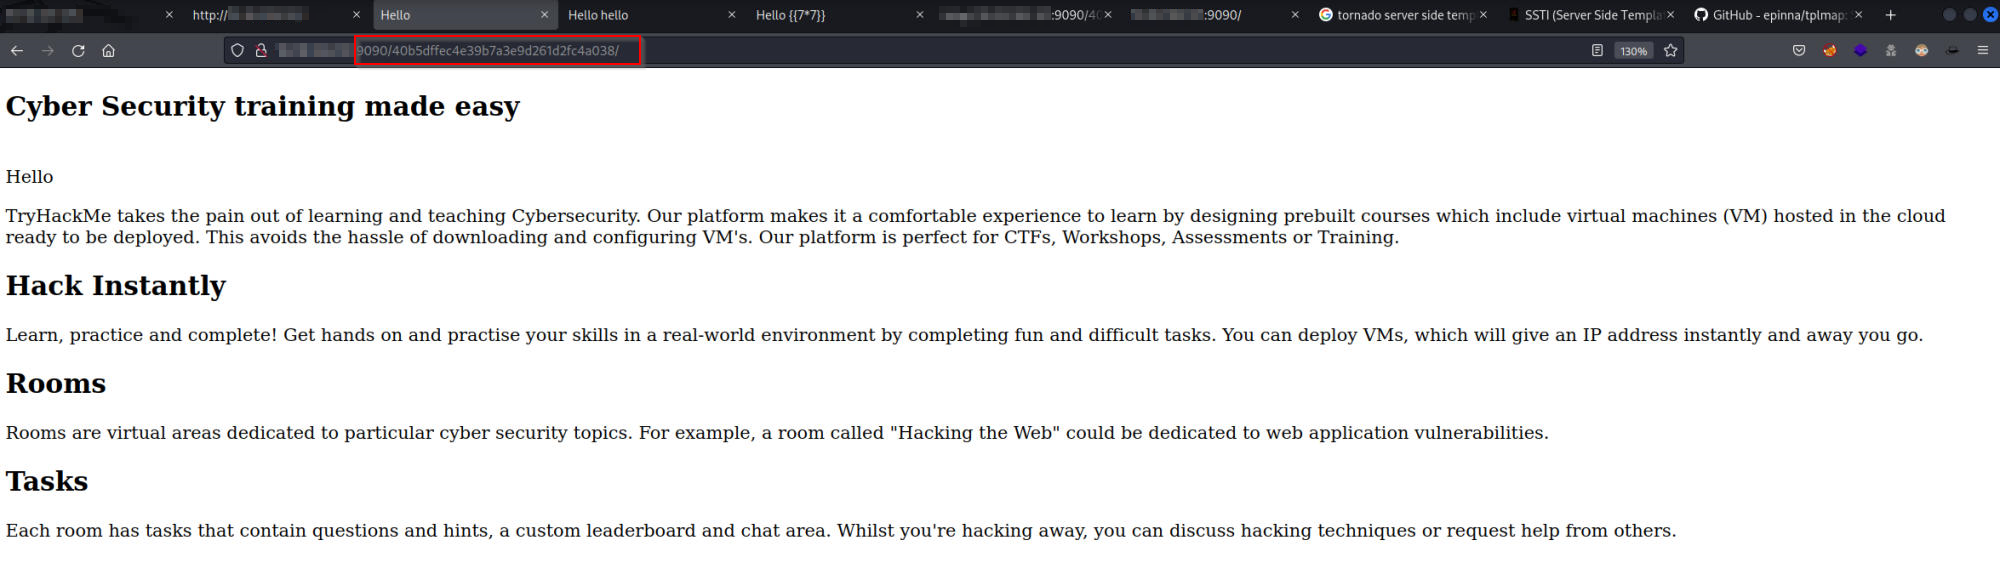 http://
Hello
Hello hello
Hello {{7*7}}
:9090/4
:9090/
tornado server side temp
SSTI (Server Side Templa
GitHub - epinna/tplmap:
9090/40b5dffec4e39b7a3e9d261d2fc4a038/
130%
Cyber Security training made easy
Hello
TryHackMe takes the pain out of learning and teaching Cybersecurity. Our platform makes it a comfortable experience to learn by designing prebuilt courses which include virtual machines (VM) hosted in the cloud
ready to be deployed. This avoids the hassle of downloading and configuring VM's. Our platform is perfect for CTFs, Workshops, Assessments or Training.
Hack Instantly
Learn, practice and complete! Get hands on and practise your skills in a real-world environment by completing fun and difficult tasks. You can deploy VMs, which will give an IP address instantly and away you go.
Rooms
Rooms are virtual areas dedicated to particular cyber security topics. For example, a room called "Hacking the Web" could be dedicated to web application vulnerabilities.
Tasks
Each room has tasks that contain questions and hints, a custom leaderboard and chat area. Whilst you're hacking away, you can discuss hacking techniques or request help from others.